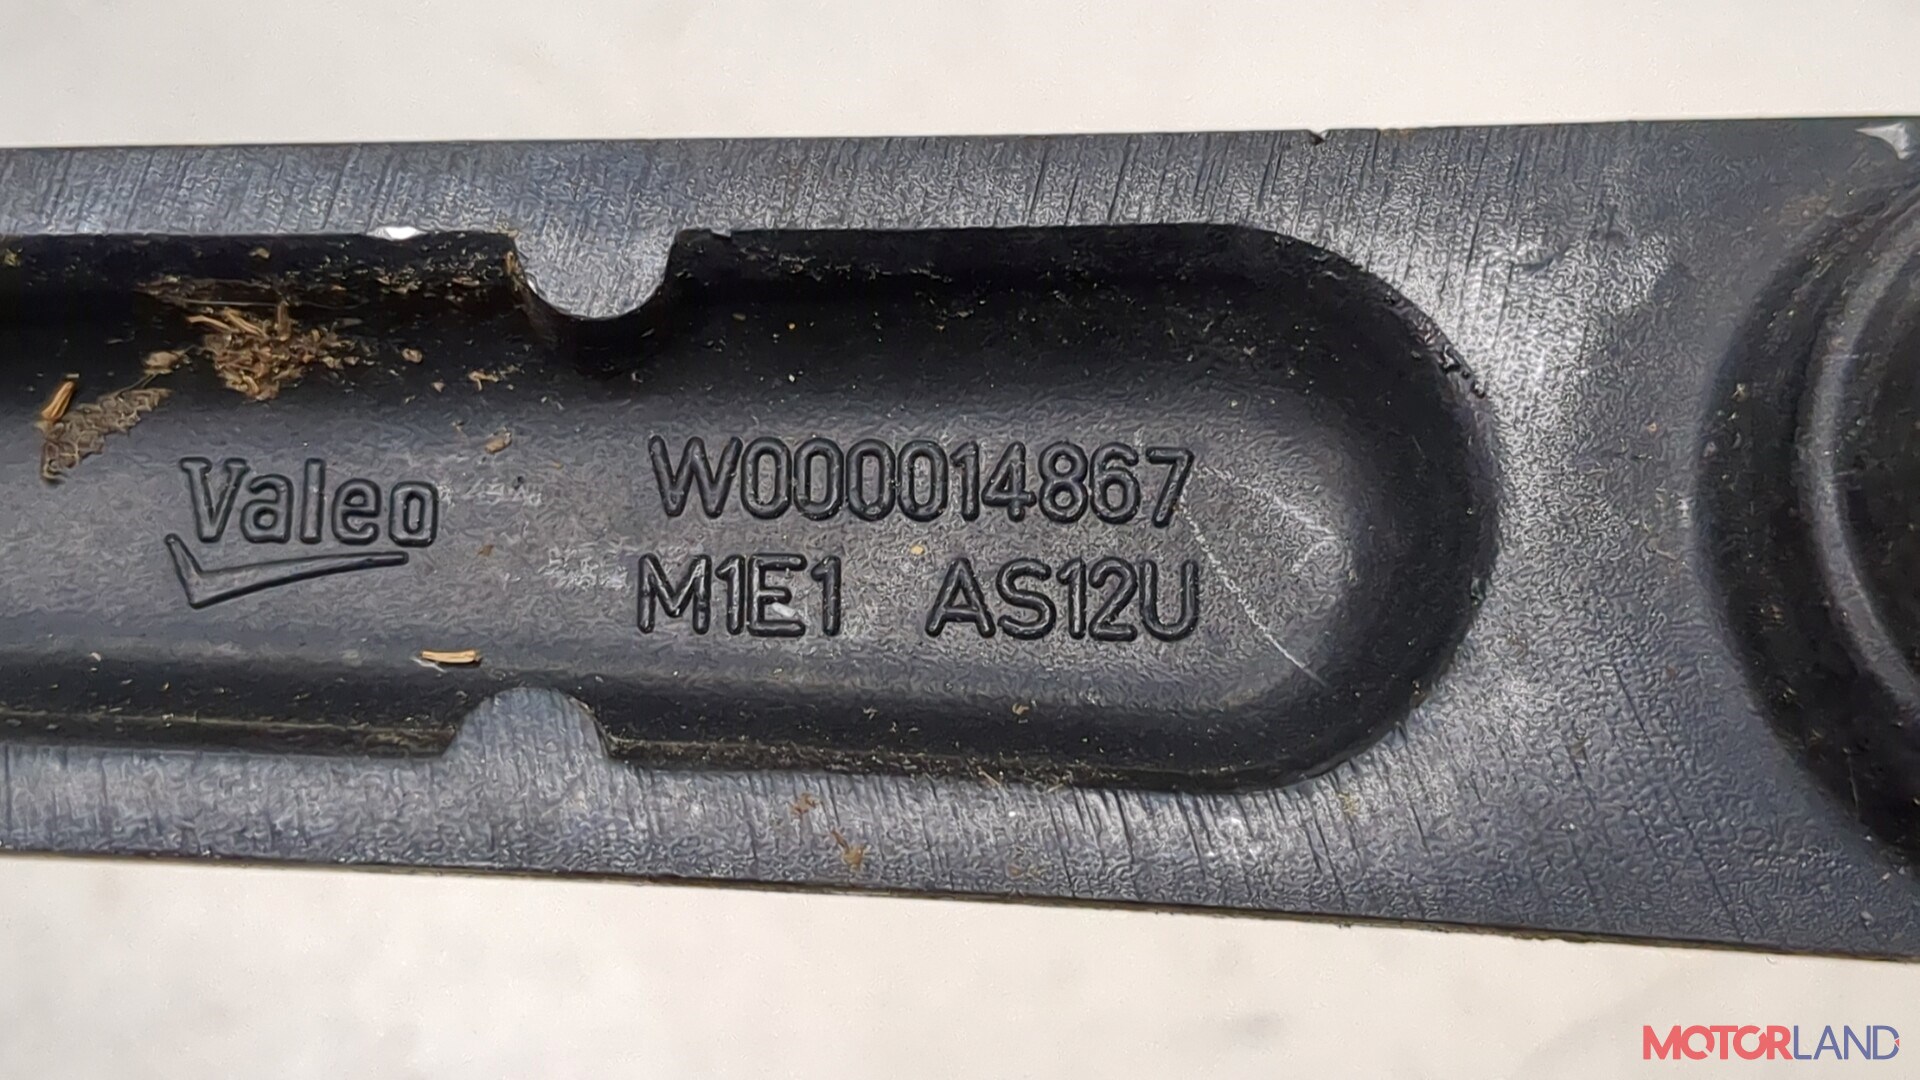 Valeo
W000014867
M1E1 AS12U
MOTORLAND